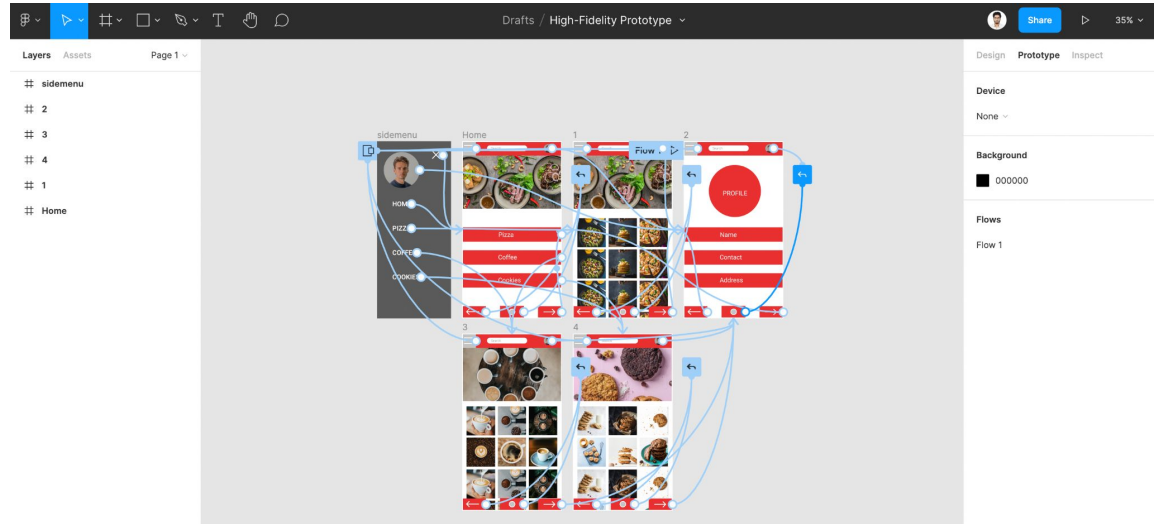 Drafts / High-Fidelity Prototype
Share
35%
Layers Assets Page 1
Design Prototype Inspect
sidemenu
2
3
4
1
Home
Device
None
Background
000000
Flows
Flow 1
sidemenu
Home
1
2
Flow 1
HOME
PIZZA
COFFEE
COOKIES
Pizza
Coffee
Cookies
PROFILE
Name
Contact
Address
3
4